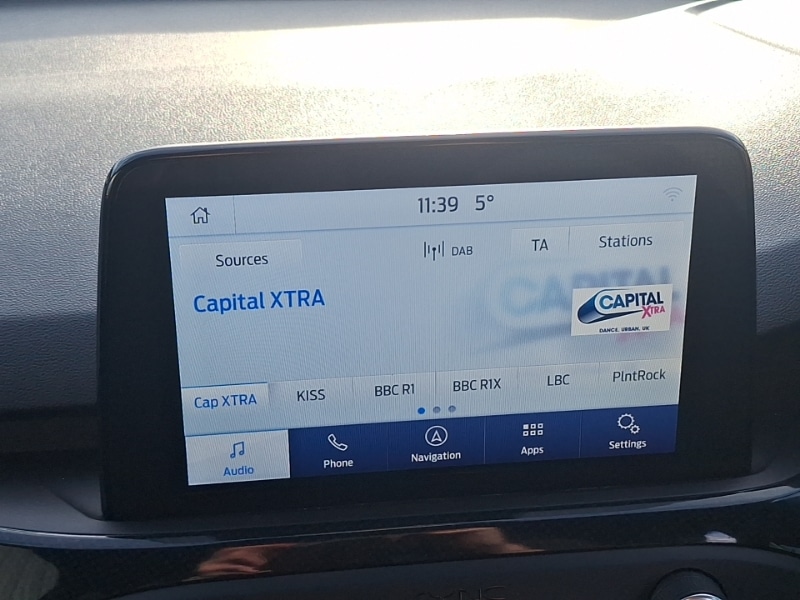 11:39 5°
Sources DAB TA Stations
Capital XTRA
CAPITAL
XTRA
DANCE. URBAN. UK
Cap XTRA KISS BBC R1 BBC R1X LBC PlntRock
Audio Phone Navigation Apps Settings
SYNC